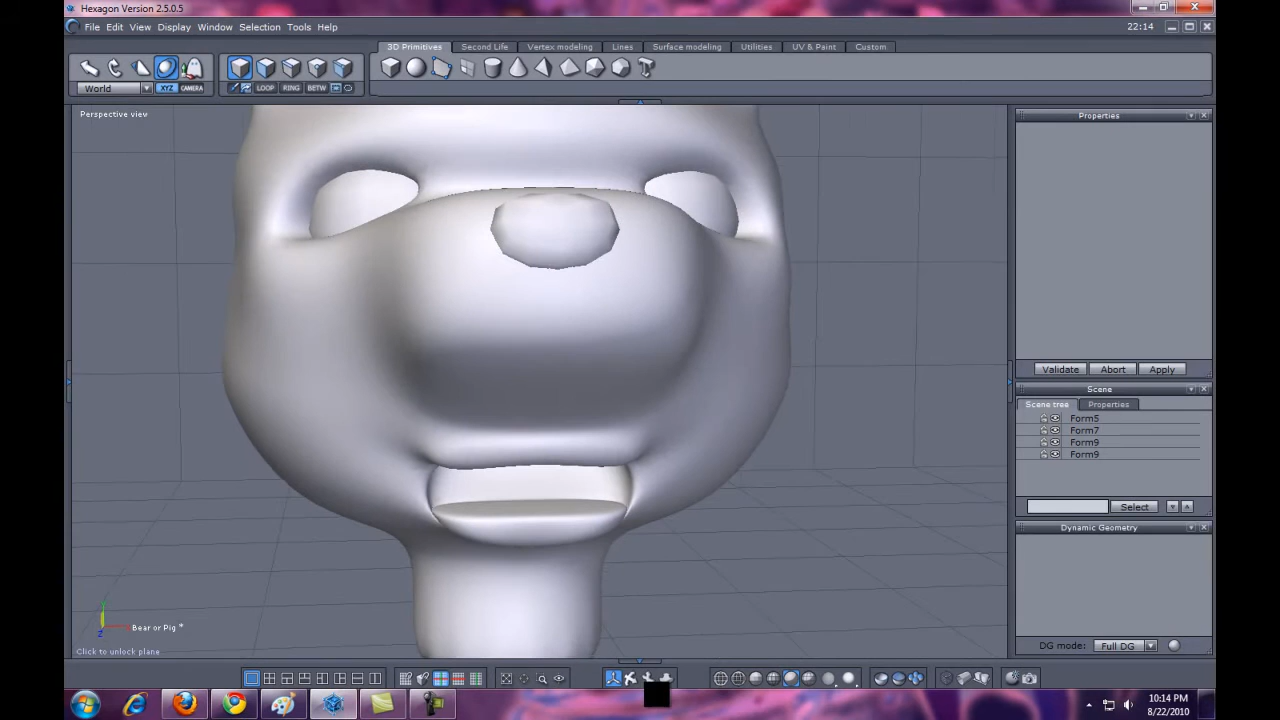 Hexagon Version 2.5.0.5
File Edit View Display Window Selection Tools Help
22:14
3D Primitives Second Life Vertex modeling Lines Surface modeling Utilities UV & Paint Custom
World XYZ CAMERA LOOP RING BETW
Perspective view
Properties
Validate Abort Apply
Scene
Scene tree Properties
Form5
Form7
Form9
Form9
Select
Dynamic Geometry
DG mode: Full DG
Bear or Pig *
Click to unlock plane
10:14 PM
8/22/2010